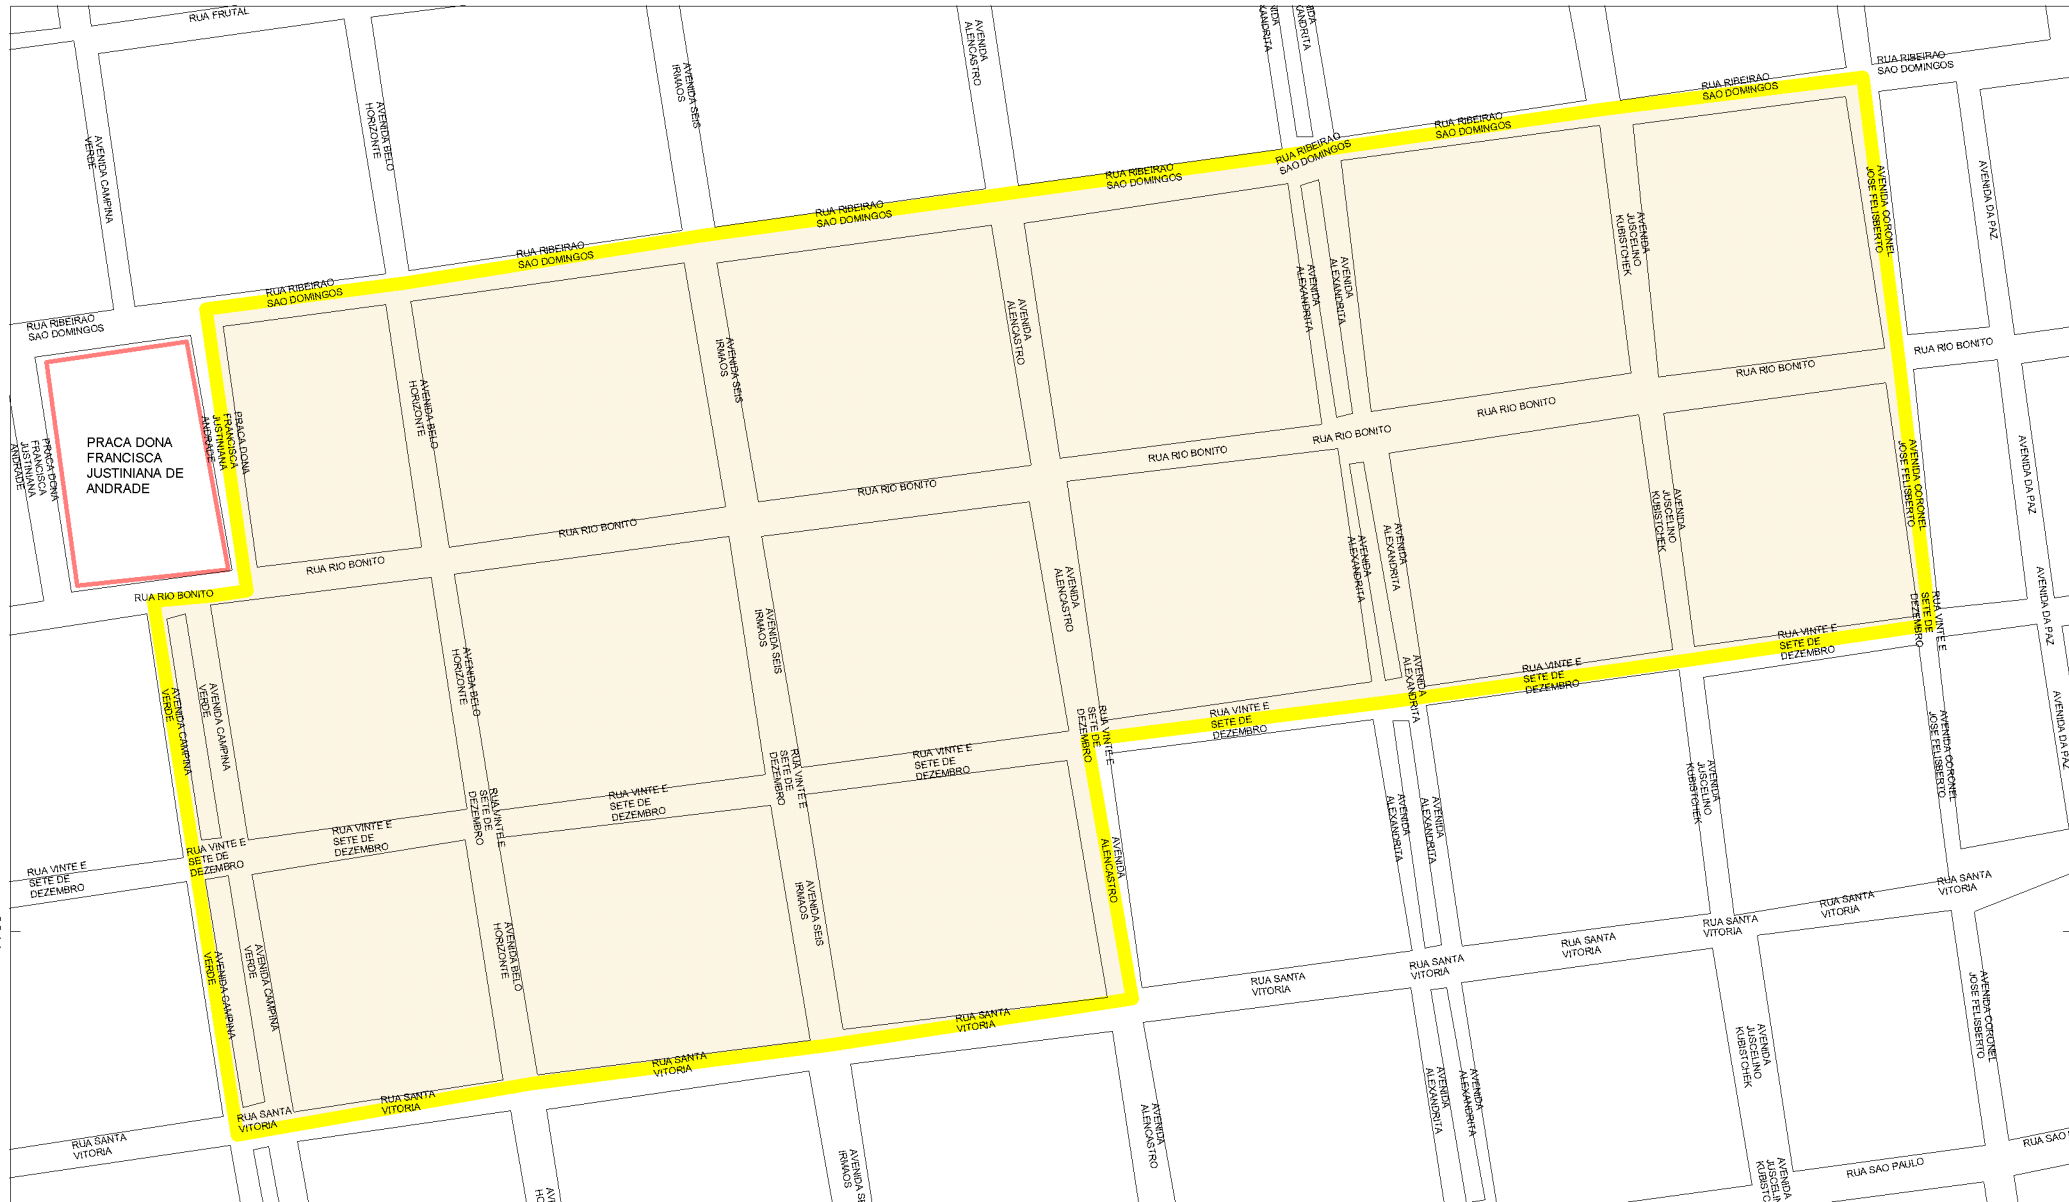 RUA FRUTAL
AVENIDA CAMPINA
VERDE
AVENIDA BELO
HORIZONTE
AVENIDA SEIS
IRMAOS
AVENIDA
ALENCASTRO
RUA RIBEIRAO
SAO DOMINGOS
RUA RIBEIRAO
SAO DOMINGOS
AVENIDA DA PAZ
AVENIDA CORONEL
JOSE FELISBERTO
RUA RIBEIRAO
SAO DOMINGOS
RUA RIBEIRAO
SAO DOMINGOS
RUA RIBEIRAO
SAO DOMINGOS
RUA RIBEIRAO
SAO DOMINGOS
RUA RIBEIRAO
SAO DOMINGOS
RUA RIBEIRAO
SAO DOMINGOS
RUA RIBEIRAO
SAO DOMINGOS
AVENIDA
JUSCELINO
KUBISTCHEK
AVENIDA
ALEXANDRITA
AVENIDA
ALEXANDRITA
AVENIDA
ALENCASTRO
AVENIDA SEIS
IRMAOS
AVENIDA BELO
HORIZONTE
PRACA DONA
FRANCISCA
JUSTINIANA
ANDRADE
PRACA DONA
FRANCISCA
JUSTINIANA DE
ANDRADE
PRACA DONA
FRANCISCA
JUSTINIANA
ANDRADE
RUA RIO BONITO
RUA RIO BONITO
RUA RIO BONITO
RUA RIO BONITO
RUA RIO BONITO
RUA RIO BONITO
RUA RIO BONITO
RUA RIO BONITO
RUA RIO BONITO
AVENIDA DA PAZ
AVENIDA CORONEL
JOSE FELISBERTO
AVENIDA
JUSCELINO
KUBISTCHEK
AVENIDA
ALEXANDRITA
AVENIDA
ALEXANDRITA
AVENIDA
ALENCASTRO
AVENIDA SEIS
IRMAOS
AVENIDA BELO
HORIZONTE
AVENIDA CAMPINA
VERDE
AVENIDA CAMPINA
VERDE
AVENIDA DA PAZ
RUA VINTE E
SETE DE
DEZEMBRO
RUA VINTE E
SETE DE
DEZEMBRO
RUA VINTE E
SETE DE
DEZEMBRO
AVENIDA
ALEXANDRITA
RUA VINTE E
SETE DE
DEZEMBRO
RUA VINTE E
SETE DE
DEZEMBRO
RUA VINTE E
SETE DE
DEZEMBRO
RUA VINTE E
SETE DE
DEZEMBRO
RUA VINTE E
SETE DE
DEZEMBRO
RUA VINTE E
SETE DE
DEZEMBRO
RUA VINTE E
SETE DE
DEZEMBRO
RUA VINTE E
SETE DE
DEZEMBRO
RUA VINTE E
SETE DE
DEZEMBRO
AVENIDA DA PAZ
AVENIDA CORONEL
JOSE FELISBERTO
AVENIDA
JUSCELINO
KUBISTCHEK
AVENIDA
ALEXANDRITA
AVENIDA
ALEXANDRITA
AVENIDA
ALENCASTRO
AVENIDA SEIS
IRMAOS
AVENIDA BELO
HORIZONTE
AVENIDA CAMPINA
VERDE
AVENIDA CAMPINA
VERDE
RUA SANTA
VITORIA
RUA SANTA
VITORIA
RUA SANTA
VITORIA
RUA SANTA
VITORIA
RUA SANTA
VITORIA
RUA SANTA
VITORIA
RUA SANTA
VITORIA
RUA SANTA
VITORIA
RUA SANTA
VITORIA
RUA SANTA
VITORIA
RUA SANTA
VITORIA
AVENIDA CORONEL
JOSE FELISBERTO
AVENIDA
JUSCELINO
KUBISTCHEK
AVENIDA
ALEXANDRITA
AVENIDA
ALEXANDRITA
AVENIDA
ALENCASTRO
IRMAOS
RUA SAO PAULO
RUA SAO